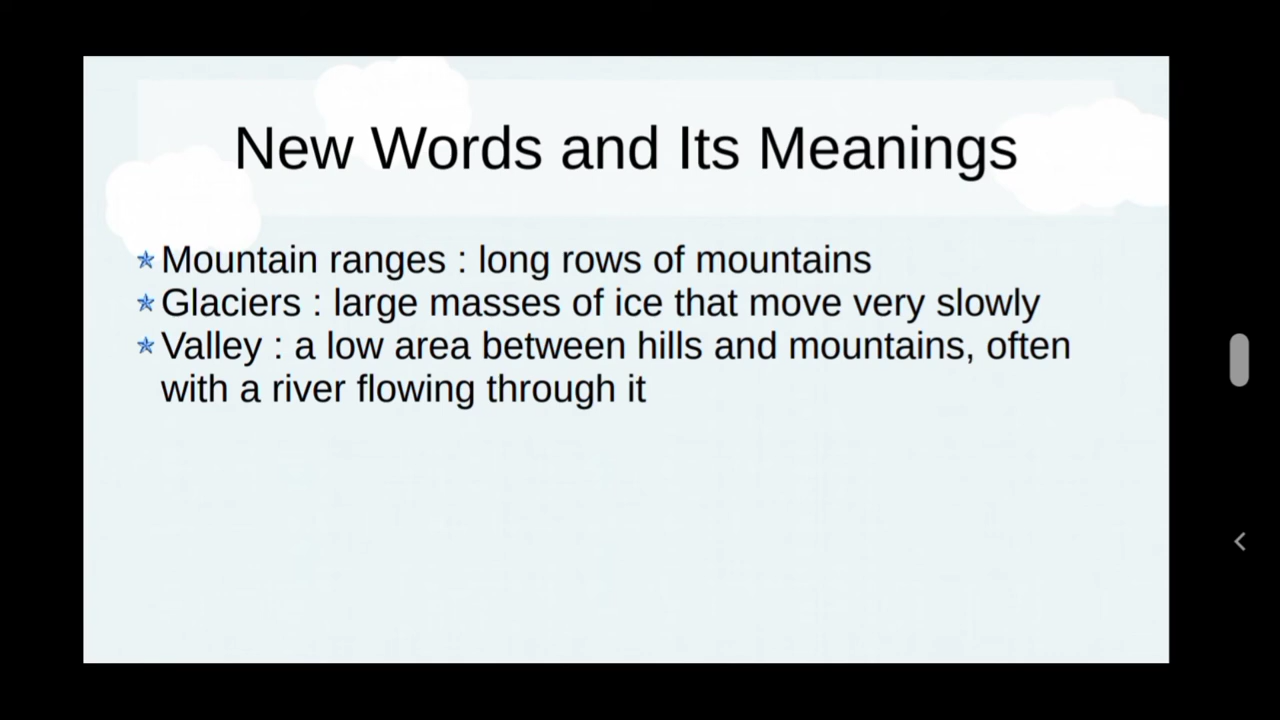 New Words and Its Meanings
Mountain ranges : long rows of mountains
Glaciers : large masses of ice that move very slowly
Valley : a low area between hills and mountains, often
with a river flowing through it